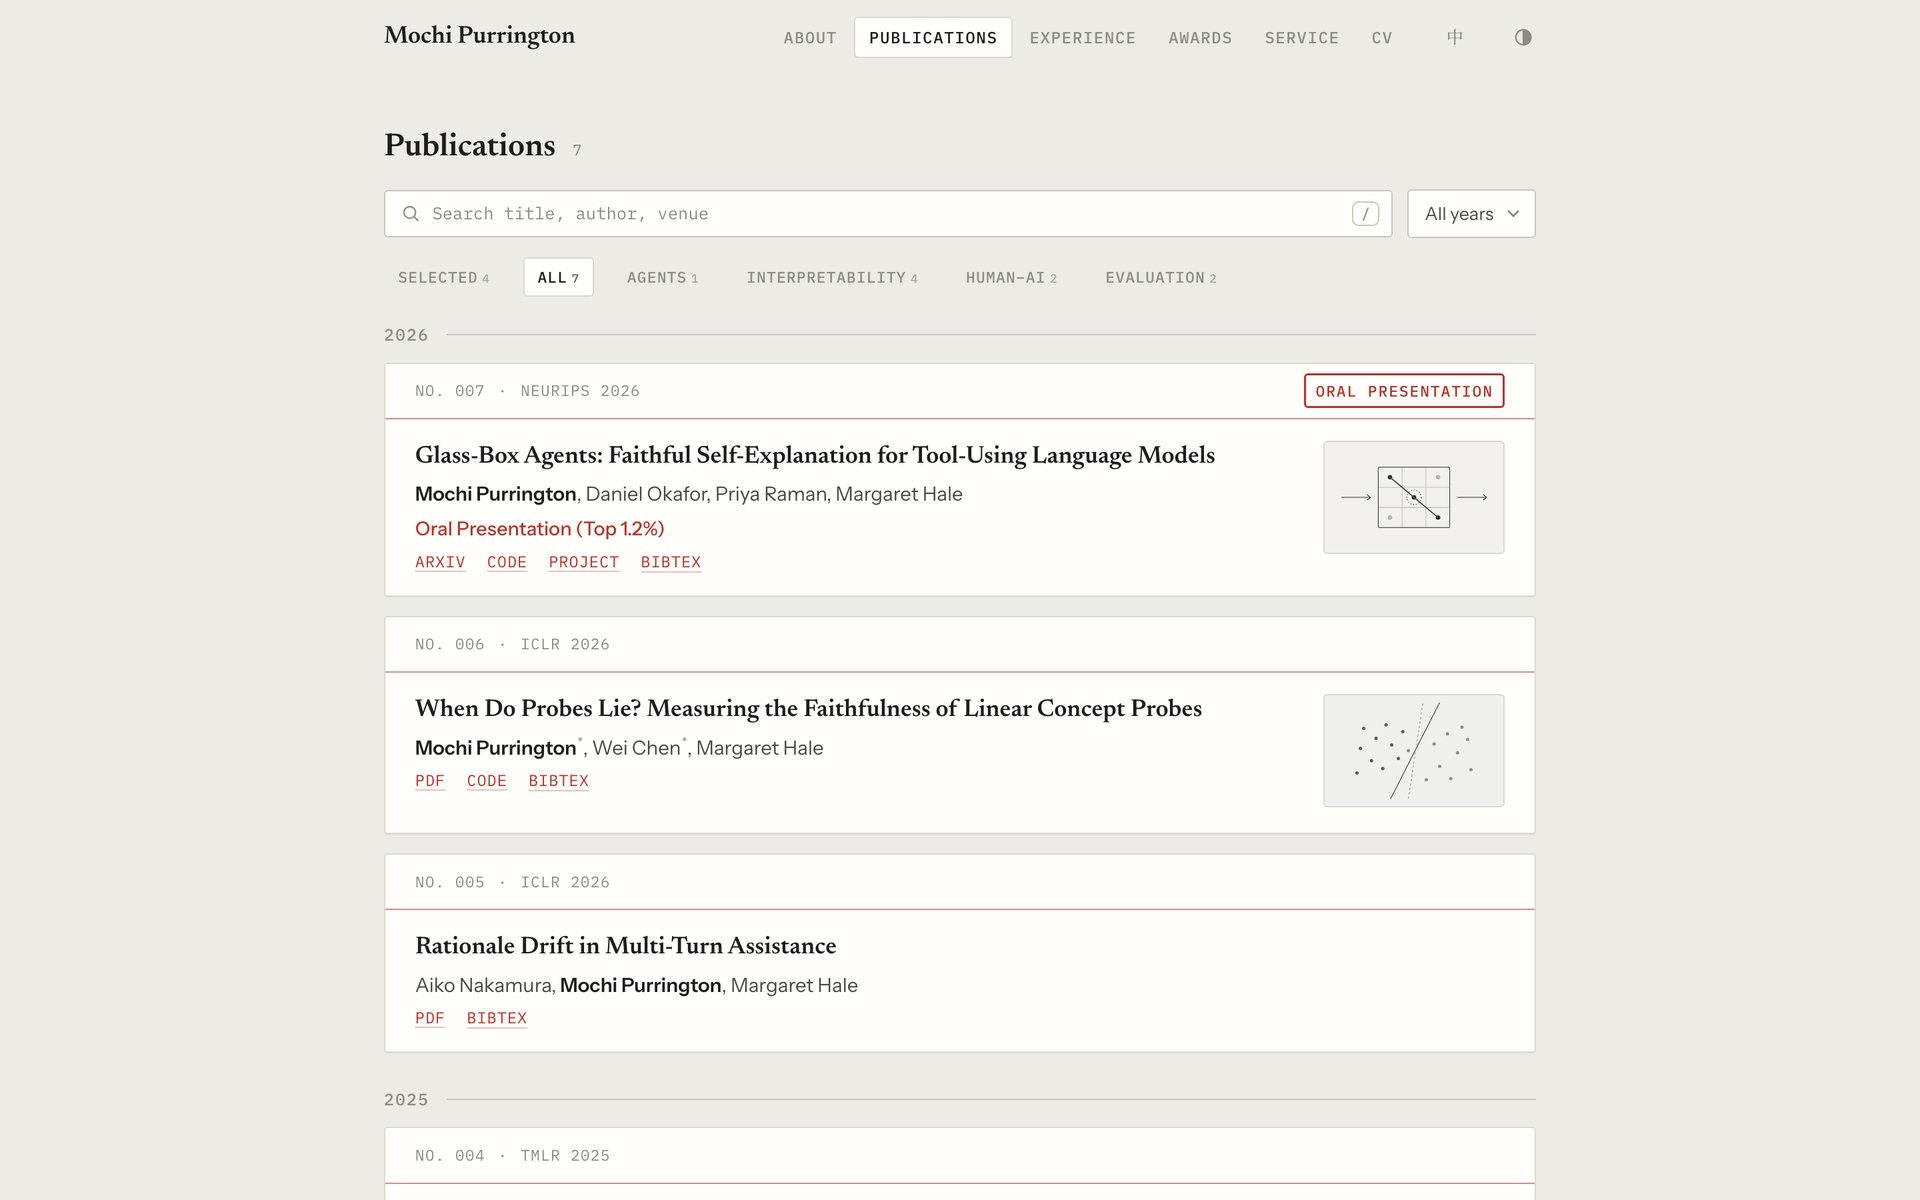 Mochi Purrington
ABOUT PUBLICATIONS EXPERIENCE AWARDS SERVICE CV 中
Publications 7
Search title, author, venue /
All years
SELECTED 4 ALL 7 AGENTS 1 INTERPRETABILITY 4 HUMAN–AI 2 EVALUATION 2
2026
NO. 007 · NEURIPS 2026
ORAL PRESENTATION
Glass-Box Agents: Faithful Self-Explanation for Tool-Using Language Models
Mochi Purrington, Daniel Okafor, Priya Raman, Margaret Hale
Oral Presentation (Top 1.2%)
ARXIV CODE PROJECT BIBTEX
NO. 006 · ICLR 2026
When Do Probes Lie? Measuring the Faithfulness of Linear Concept Probes
Mochi Purrington*, Wei Chen*, Margaret Hale
PDF CODE BIBTEX
NO. 005 · ICLR 2026
Rationale Drift in Multi-Turn Assistance
Aiko Nakamura, Mochi Purrington, Margaret Hale
PDF BIBTEX
2025
NO. 004 · TMLR 2025